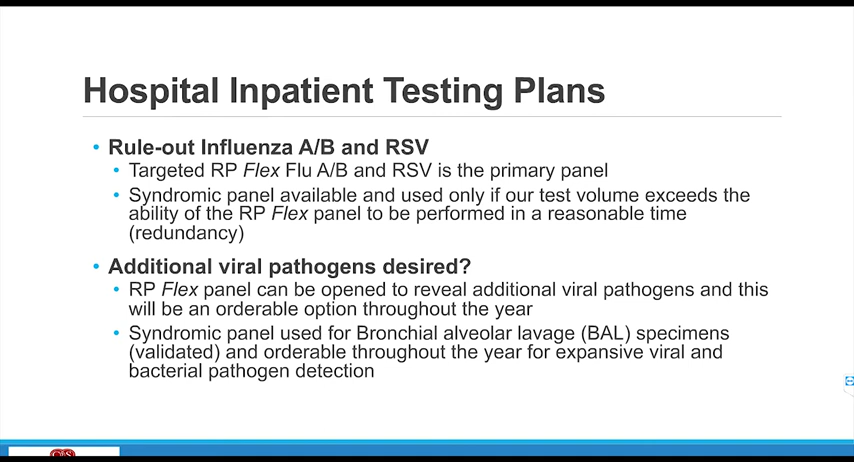 Hospital Inpatient Testing Plans
• Rule-out Influenza A/B and RSV
• Targeted RP Flex Flu A/B and RSV is the primary panel
• Syndromic panel available and used only if our test volume exceeds the
ability of the RP Flex panel to be performed in a reasonable time
(redundancy)
• Additional viral pathogens desired?
• RP Flex panel can be opened to reveal additional viral pathogens and this
will be an orderable option throughout the year
• Syndromic panel used for Bronchial alveolar lavage (BAL) specimens
(validated) and orderable throughout the year for expansive viral and
bacterial pathogen detection